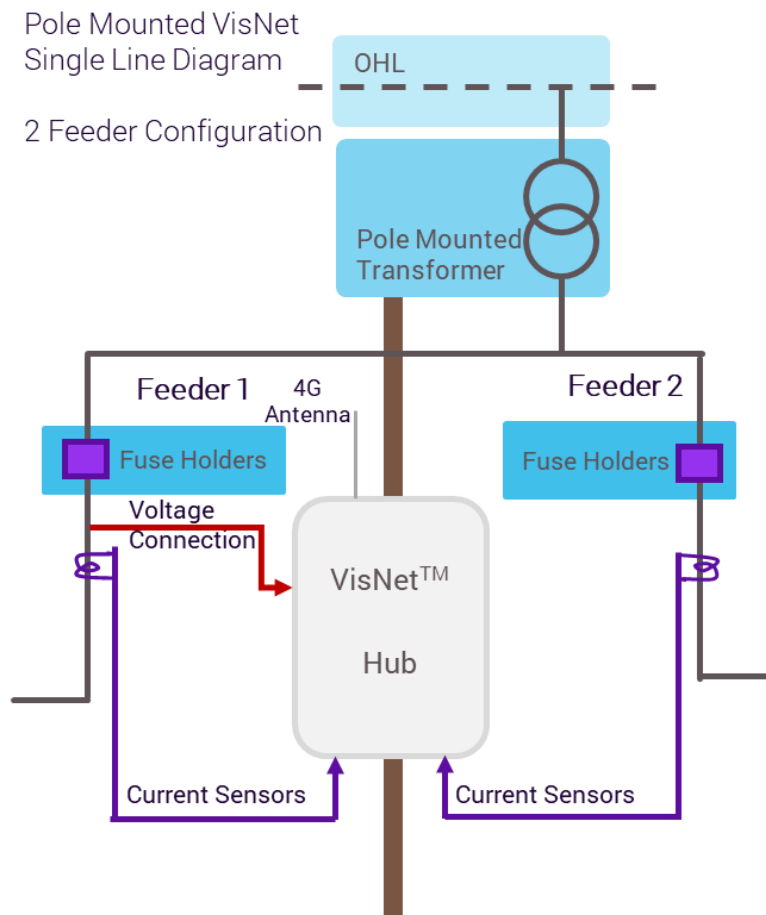 Pole Mounted VisNet
Single Line Diagram
2 Feeder Configuration
OHL
Pole Mounted
Transformer
Feeder 1
4G
Antenna
Feeder 2
Fuse Holders
Fuse Holders
Voltage
Connection
VisNet™
Hub
Current Sensors
Current Sensors